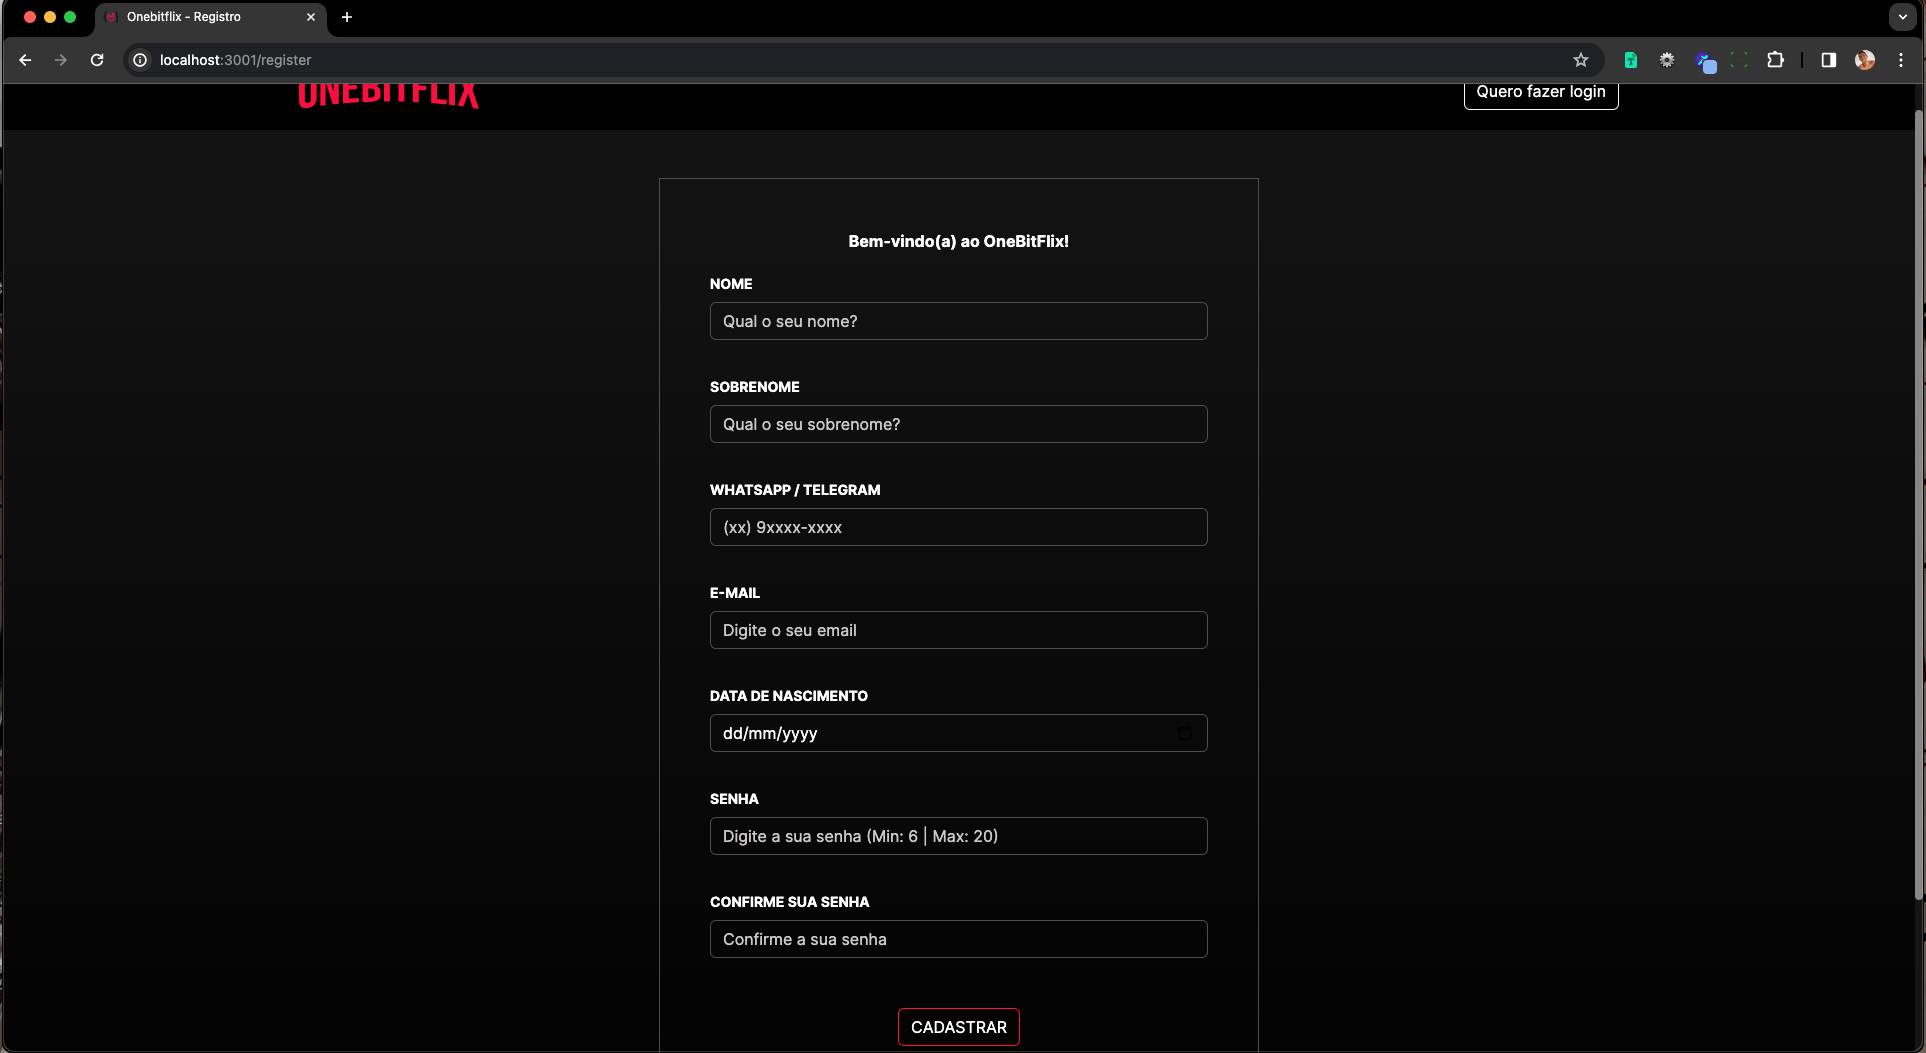 Onebitflix - Registro
localhost:3001/register
ONEBITFLIX
Quero fazer login
Bem-vindo(a) ao OneBitFlix!
NOME
Qual o seu nome?
SOBRENOME
Qual o seu sobrenome?
WHATSAPP / TELEGRAM
(xx) 9xxxx-xxxx
E-MAIL
Digite o seu email
DATA DE NASCIMENTO
dd/mm/yyyy
SENHA
Digite a sua senha (Min: 6 | Max: 20)
CONFIRME SUA SENHA
Confirme a sua senha
CADASTRAR